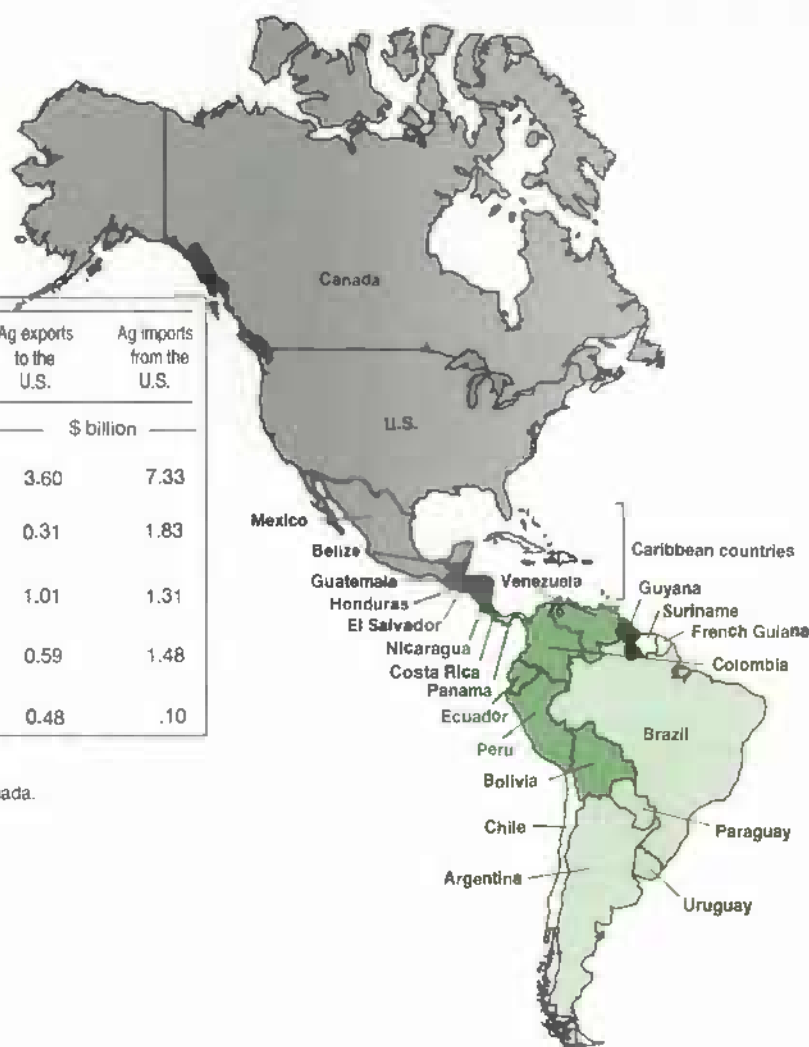 Canada
U.S.
Ag exports to the U.S.
Ag imports from the U.S.
$ billion
3.60 7.33
0.31 1.83
1.01 1.31
0.59 1.48
0.48 .10
ada.
Mexico
Belize
Guatemala
Honduras
El Salvador
Nicaragua
Costa Rica
Panama
Ecuador
Peru
Bolivia
Chile
Argentina
Venezuela
Caribbean countries
Guyana
Suriname
French Guiana
Colombia
Brazil
Paraguay
Uruguay